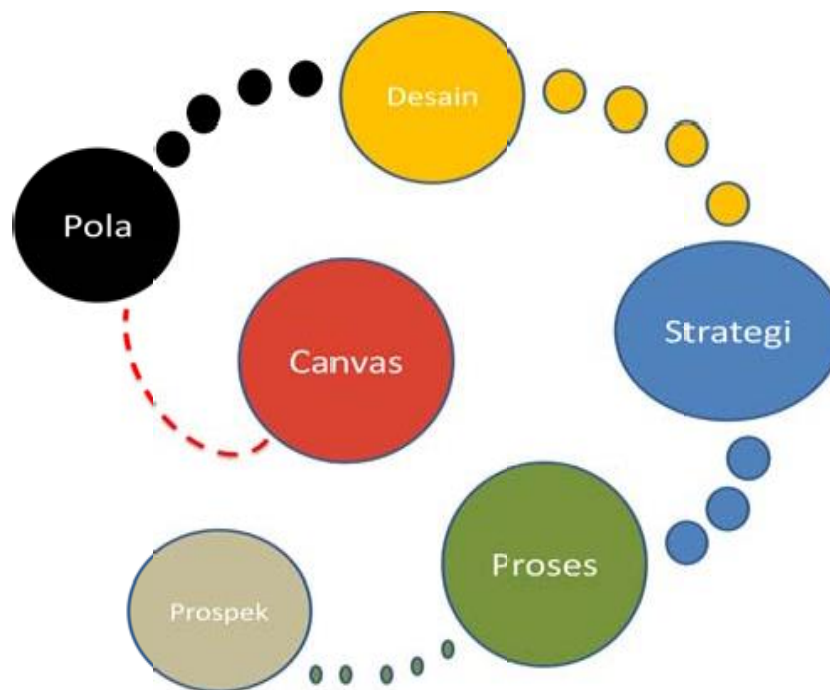 Desain
Pola
Strategi
Canvas
Proses
Prospek